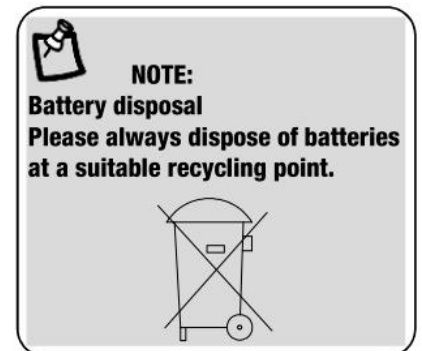 NOTE:
Battery disposal
Please always dispose of batteries
at a suitable recycling point.